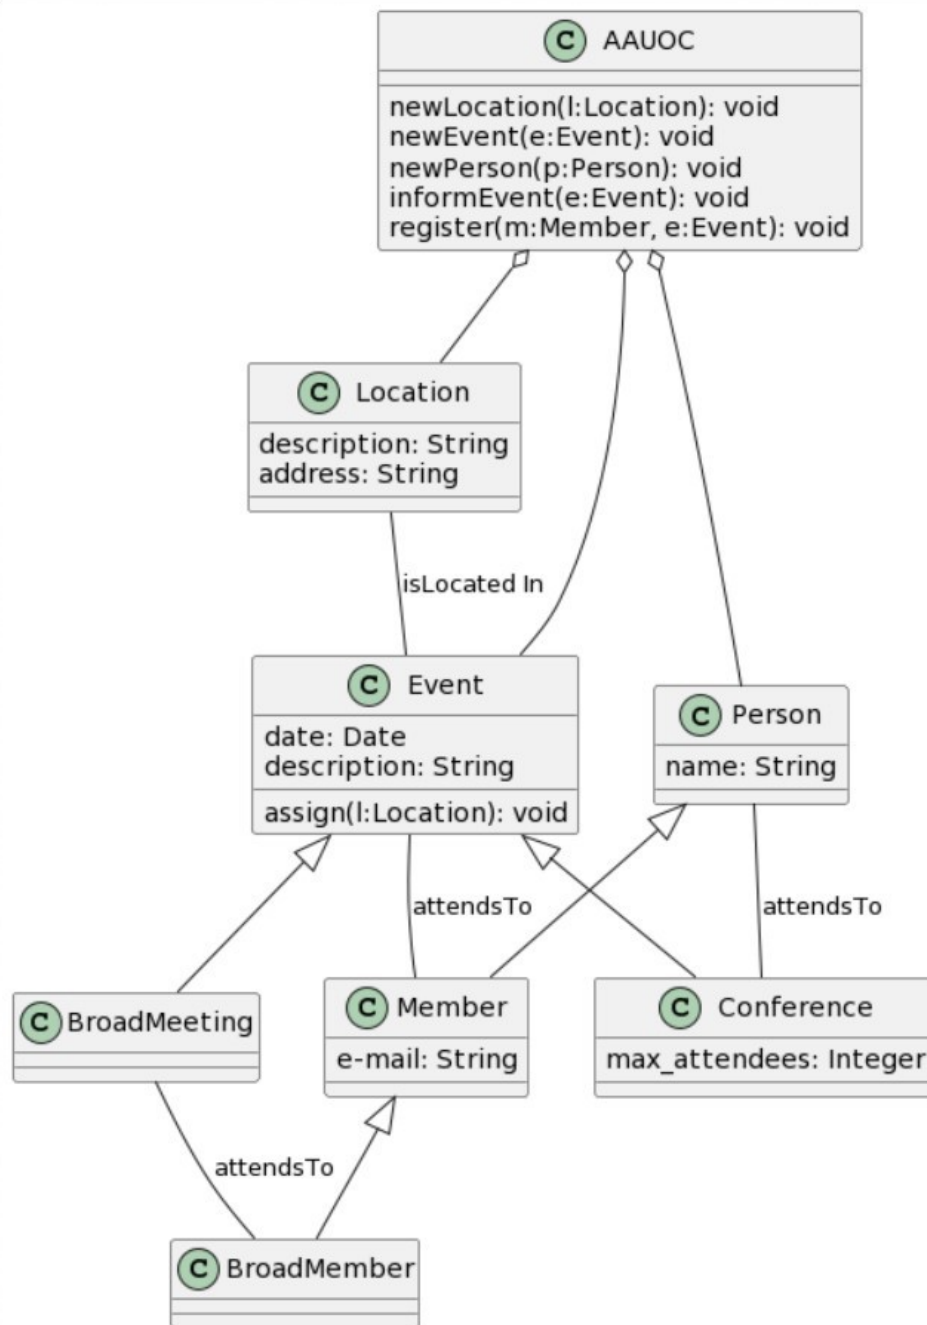 C AAUOC
newLocation(l:Location): void
newEvent(e:Event): void
newPerson(p:Person): void
informEvent(e:Event): void
register(m:Member, e:Event): void
C Location
description: String
address: String
isLocated In
C Event
date: Date
description: String
assign(l:Location): void
C Person
name: String
attendsTo
attendsTo
C BroadMeeting
C Member
e-mail: String
C Conference
max_attendees: Integer
attendsTo
C BroadMember